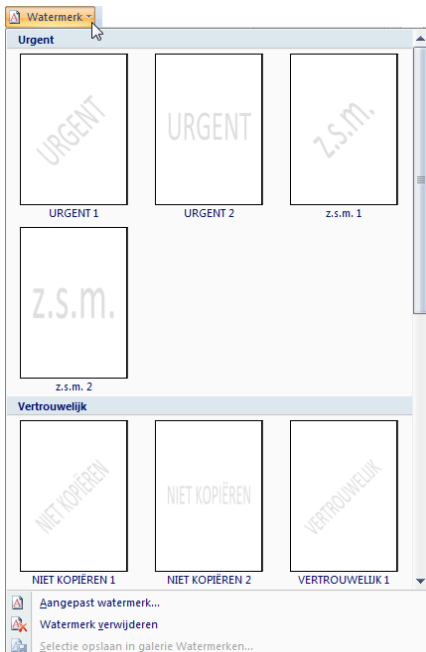 Watermerk
Urgent
URGENT
URGENT
z.s.m.
URGENT 1
URGENT 2
z.s.m. 1
z.s.m.
z.s.m. 2
Vertrouwelijk
NIET KOPIËREN
NIET KOPIËREN
VERTROUWELIJK
NIET KOPIËREN 1
NIET KOPIËREN 2
VERTROUWELIJK 1
Aangepast watermerk...
Watermerk verwijderen
Selectie opslaan in galerie Watermerken...